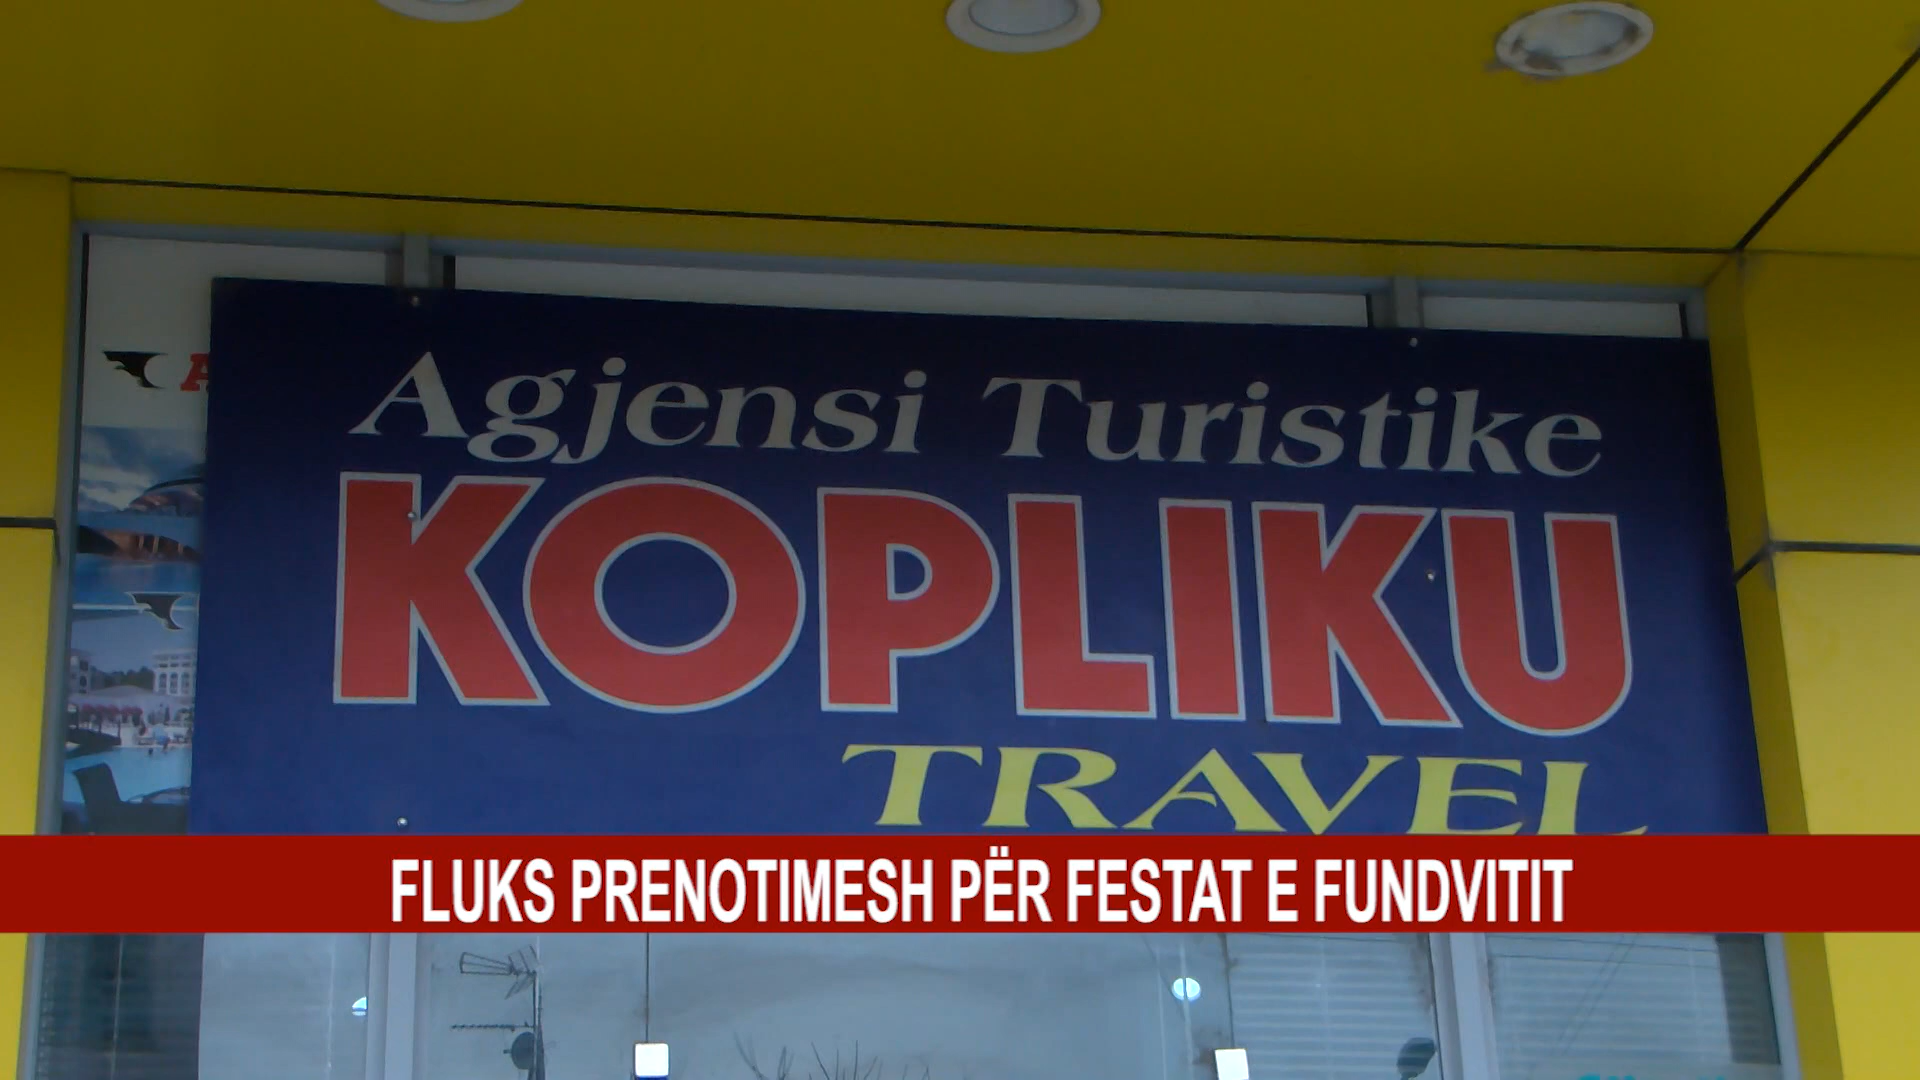 Agjensi Turistike
KOPLIKU
TRAVEL
FLUKS PRENOTIMESH PËR FESTAT E FUNDVITIT